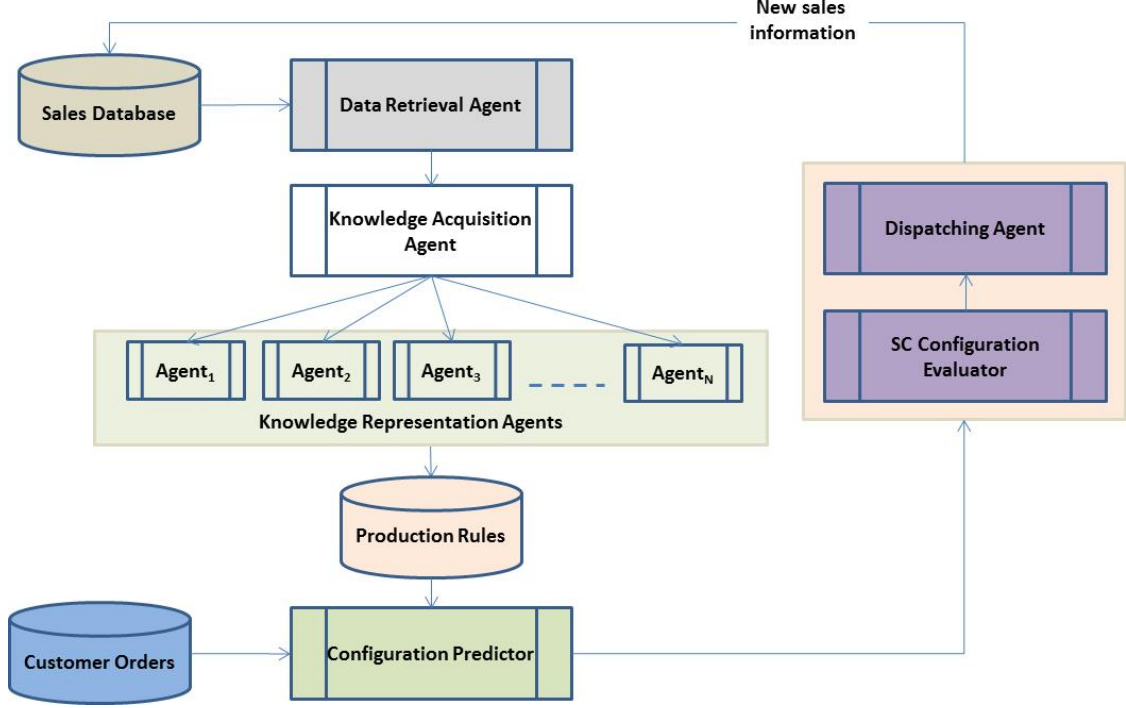 New sales
information
Sales Database
Data Retrieval Agent
Knowledge Acquisition
Agent
Dispatching Agent
SC Configuration
Evaluator
Agent₁
Agent₂
Agent₃
Agent_N
Knowledge Representation Agents
Production Rules
Customer Orders
Configuration Predictor